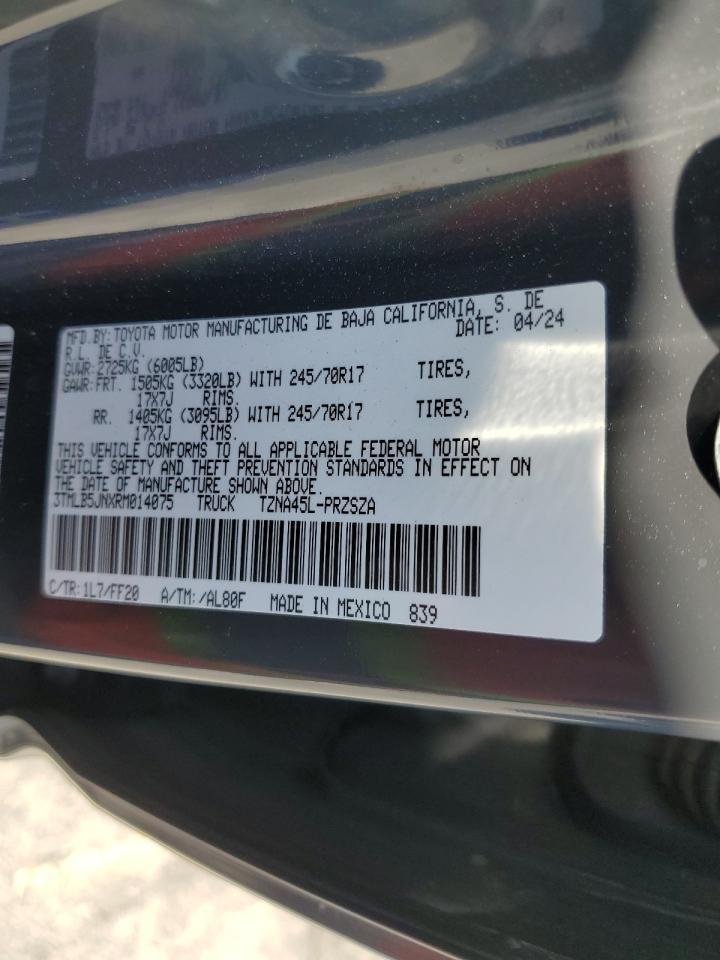 MFD.BY:TOYOTA MOTOR MANUFACTURING DE BAJA CALIFORNIA, S. DE
R.L. DE C.V. DATE: 04/24
GVWR:2725KG (6005LB)
GAWR:FRT. 1505KG (3320LB) WITH 245/70R17 TIRES,
17X7J RIMS.
RR. 1405KG (3095LB) WITH 245/70R17 TIRES,
17X7J RIMS.
THIS VEHICLE CONFORMS TO ALL APPLICABLE FEDERAL MOTOR
VEHICLE SAFETY AND THEFT PREVENTION STANDARDS IN EFFECT ON
THE DATE OF MANUFACTURE SHOWN ABOVE.
3TMLB5JNXRM014075 TRUCK TZNA45L-PRZSZA
C/TR:1L7/FF20 A/TM:/AL80F MADE IN MEXICO 839